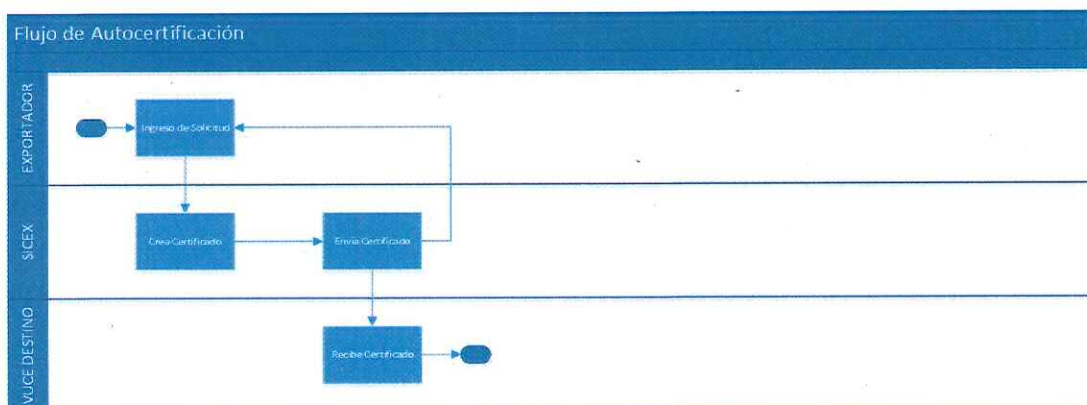 Flujo de Autocertificación
EXPORTADOR
Ingreso de Solicitud
SICEX
Crea Certificado
Envía Certificado
VUCE DESTINO
Recibe Certificado